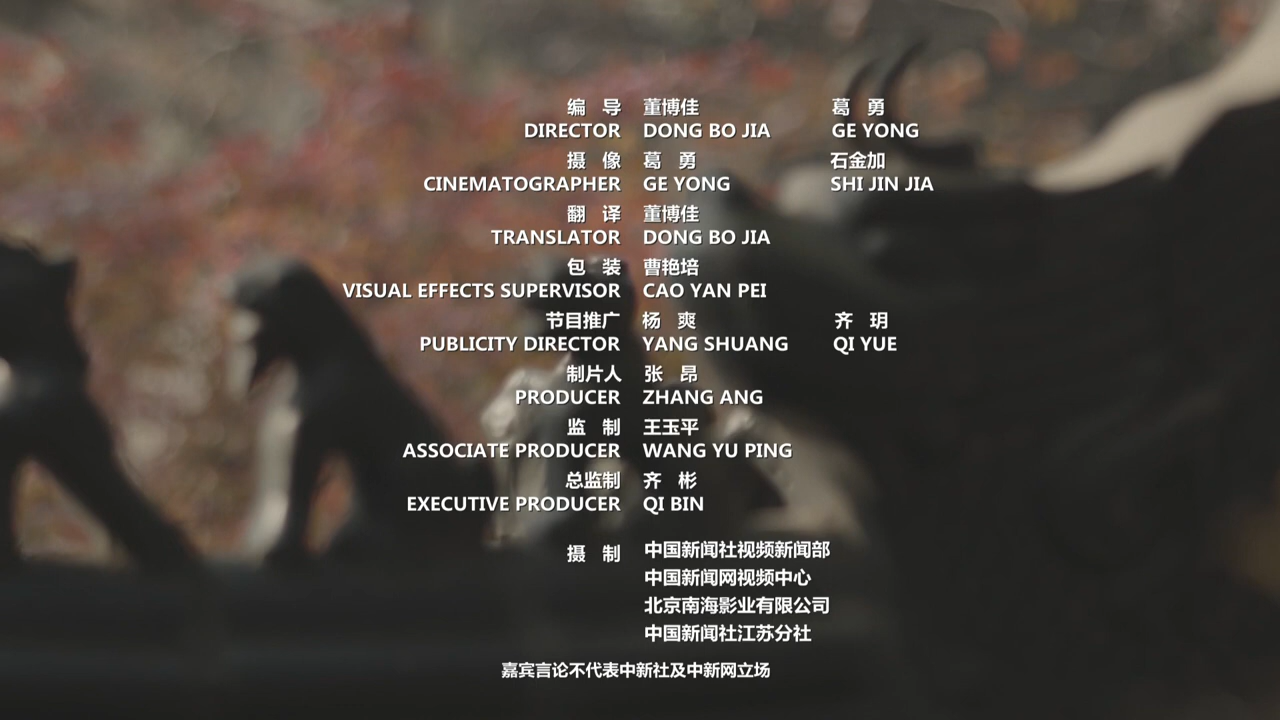 编 导 董博佳 葛 勇
DIRECTOR DONG BO JIA GE YONG
摄 像 葛 勇 石金加
CINEMATOGRAPHER GE YONG SHI JIN JIA
翻 译 董博佳
TRANSLATOR DONG BO JIA
包 装 曹艳培
VISUAL EFFECTS SUPERVISOR CAO YAN PEI
节目推广 杨 爽 齐 玥
PUBLICITY DIRECTOR YANG SHUANG QI YUE
制片人 张 昂
PRODUCER ZHANG ANG
监 制 王玉平
ASSOCIATE PRODUCER WANG YU PING
总监制 齐 彬
EXECUTIVE PRODUCER QI BIN
摄 制 中国新闻社视频新闻部
中国新闻网视频中心
北京南海影业有限公司
中国新闻社江苏分社
嘉宾言论不代表中新社及中新网立场